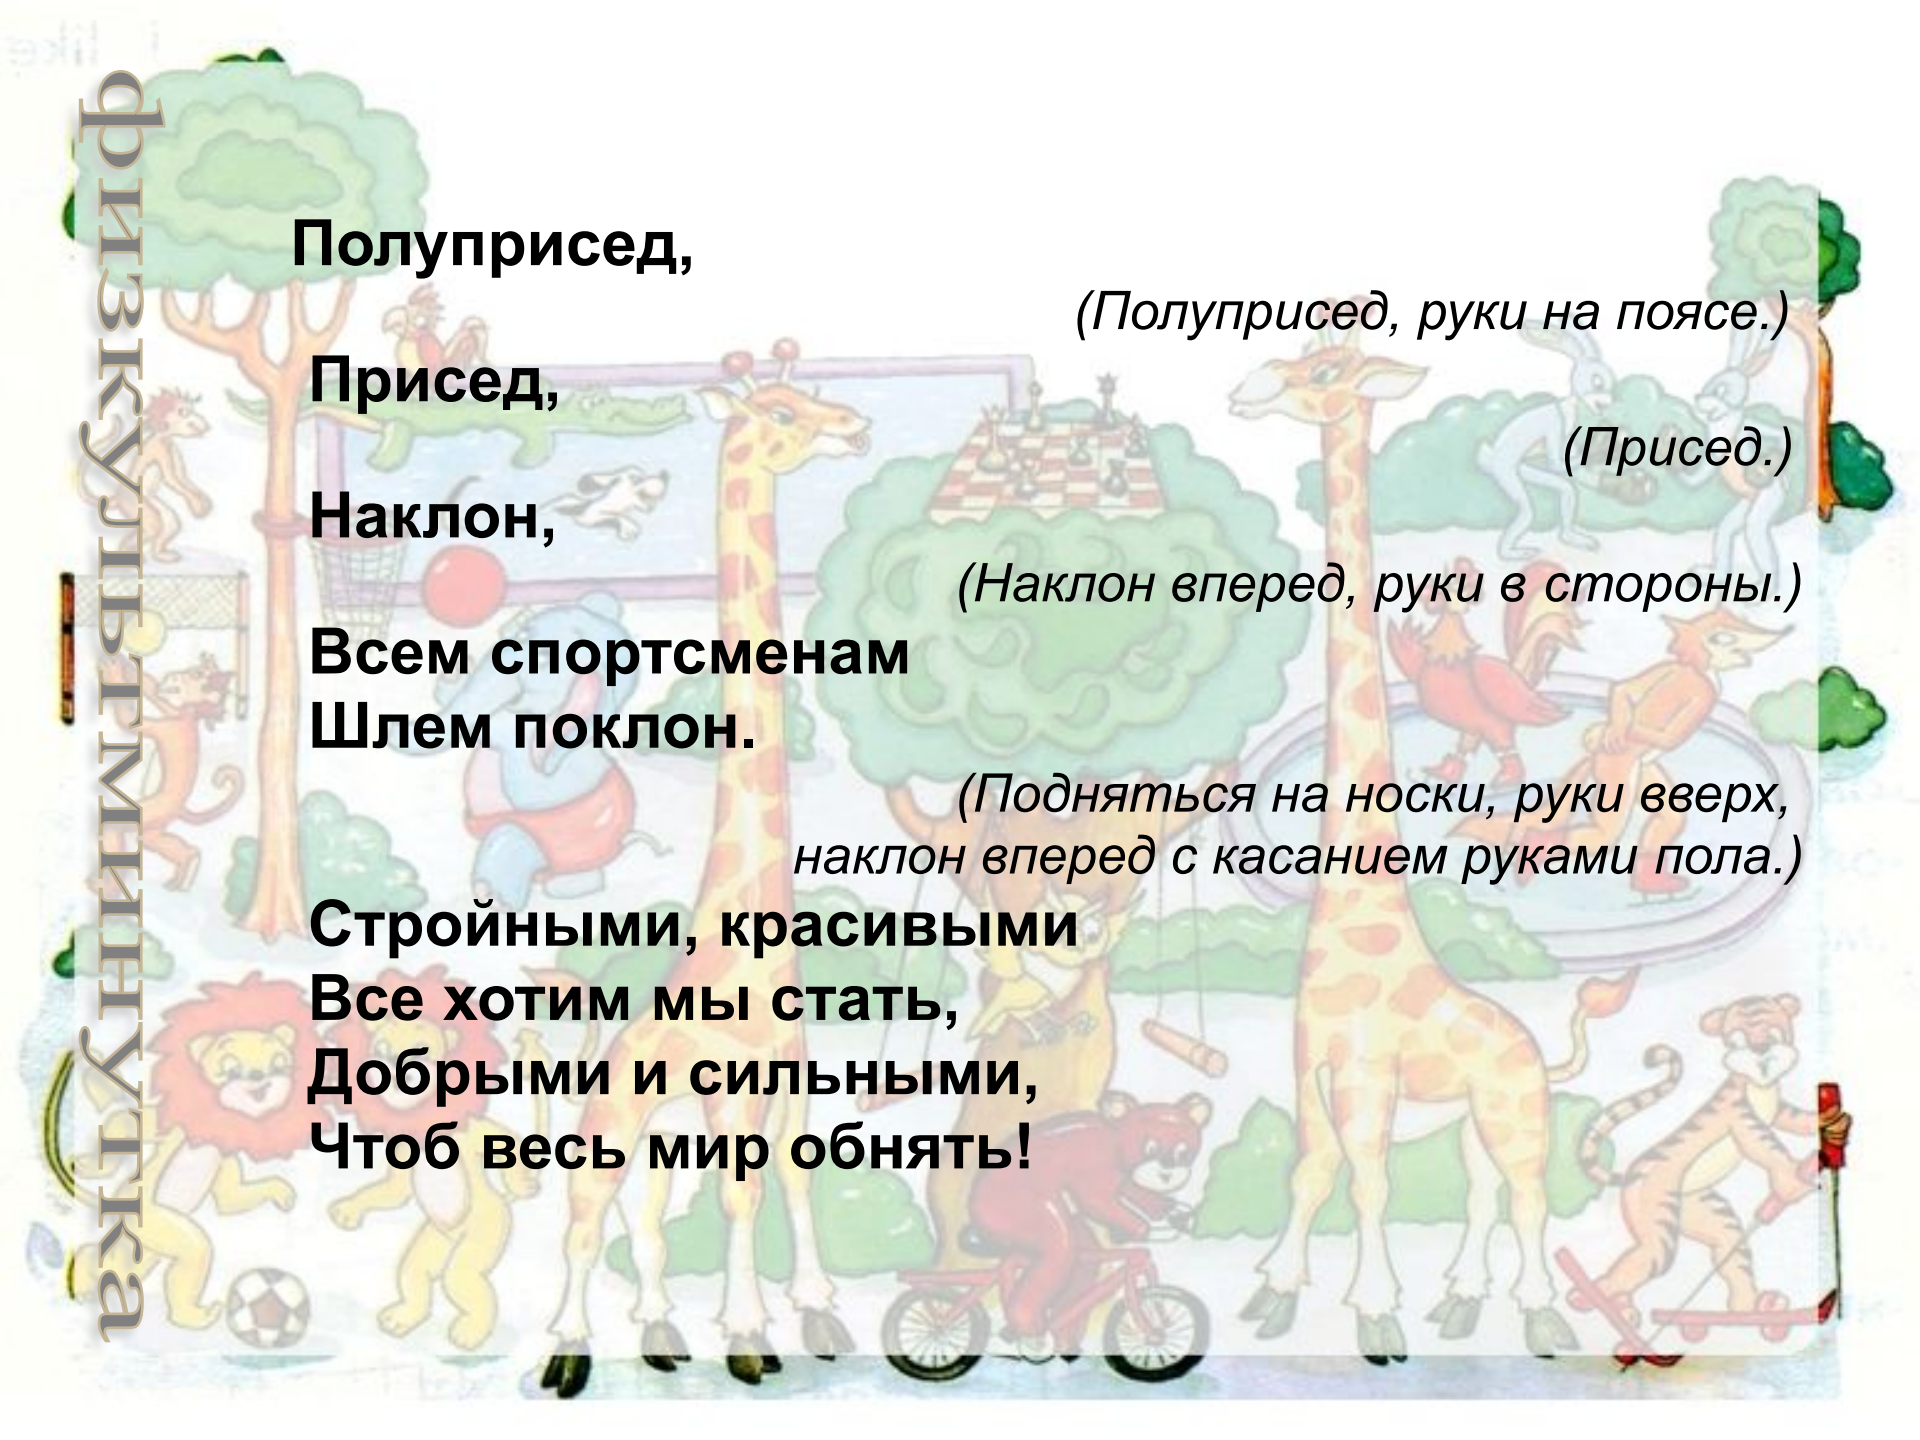 физкультминутка
Полуприсед,
(Полуприсед, руки на поясе.)
Присед,
(Присед.)
Наклон,
(Наклон вперед, руки в стороны.)
Всем спортсменам
Шлем поклон.
(Подняться на носки, руки вверх,
наклон вперед с касанием руками пола.)
Стройными, красивыми
Все хотим мы стать,
Добрыми и сильными,
Чтоб весь мир обнять!